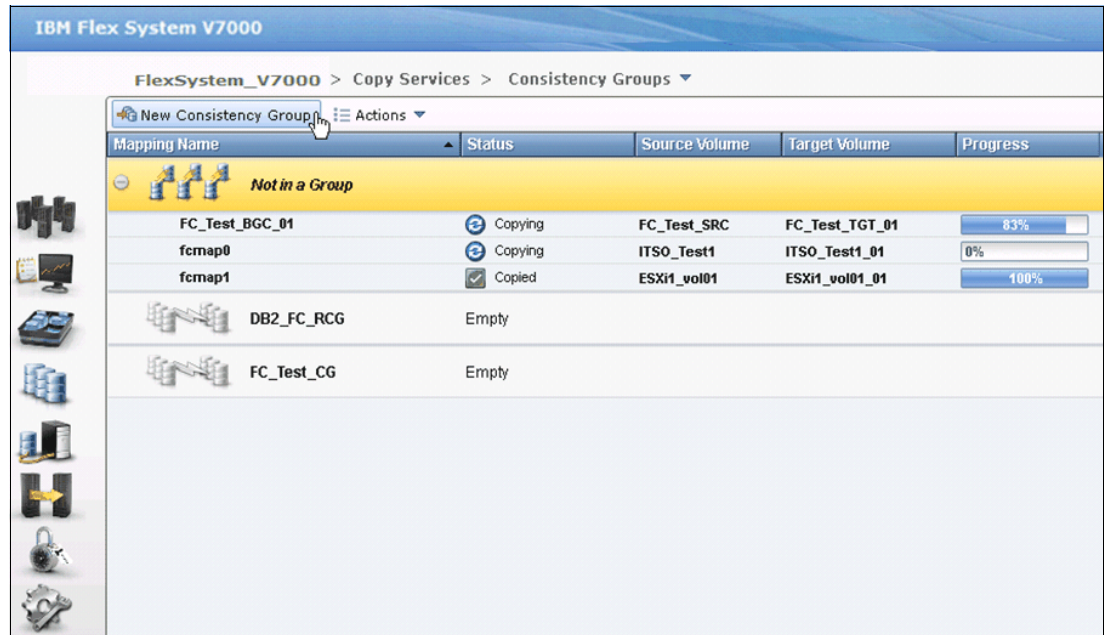 IBM Flex System V7000
FlexSystem_V7000 > Copy Services > Consistency Groups
New Consistency Group Actions
Mapping Name Status Source Volume Target Volume Progress
Not in a Group
FC_Test_BGC_01 Copying FC_Test_SRC FC_Test_TGT_01 83%
fcmap0 Copying ITSO_Test1 ITSO_Test1_01 0%
fcmap1 Copied ESXi1_vol01 ESXi1_vol01_01 100%
DB2_FC_RCG Empty
FC_Test_CG Empty